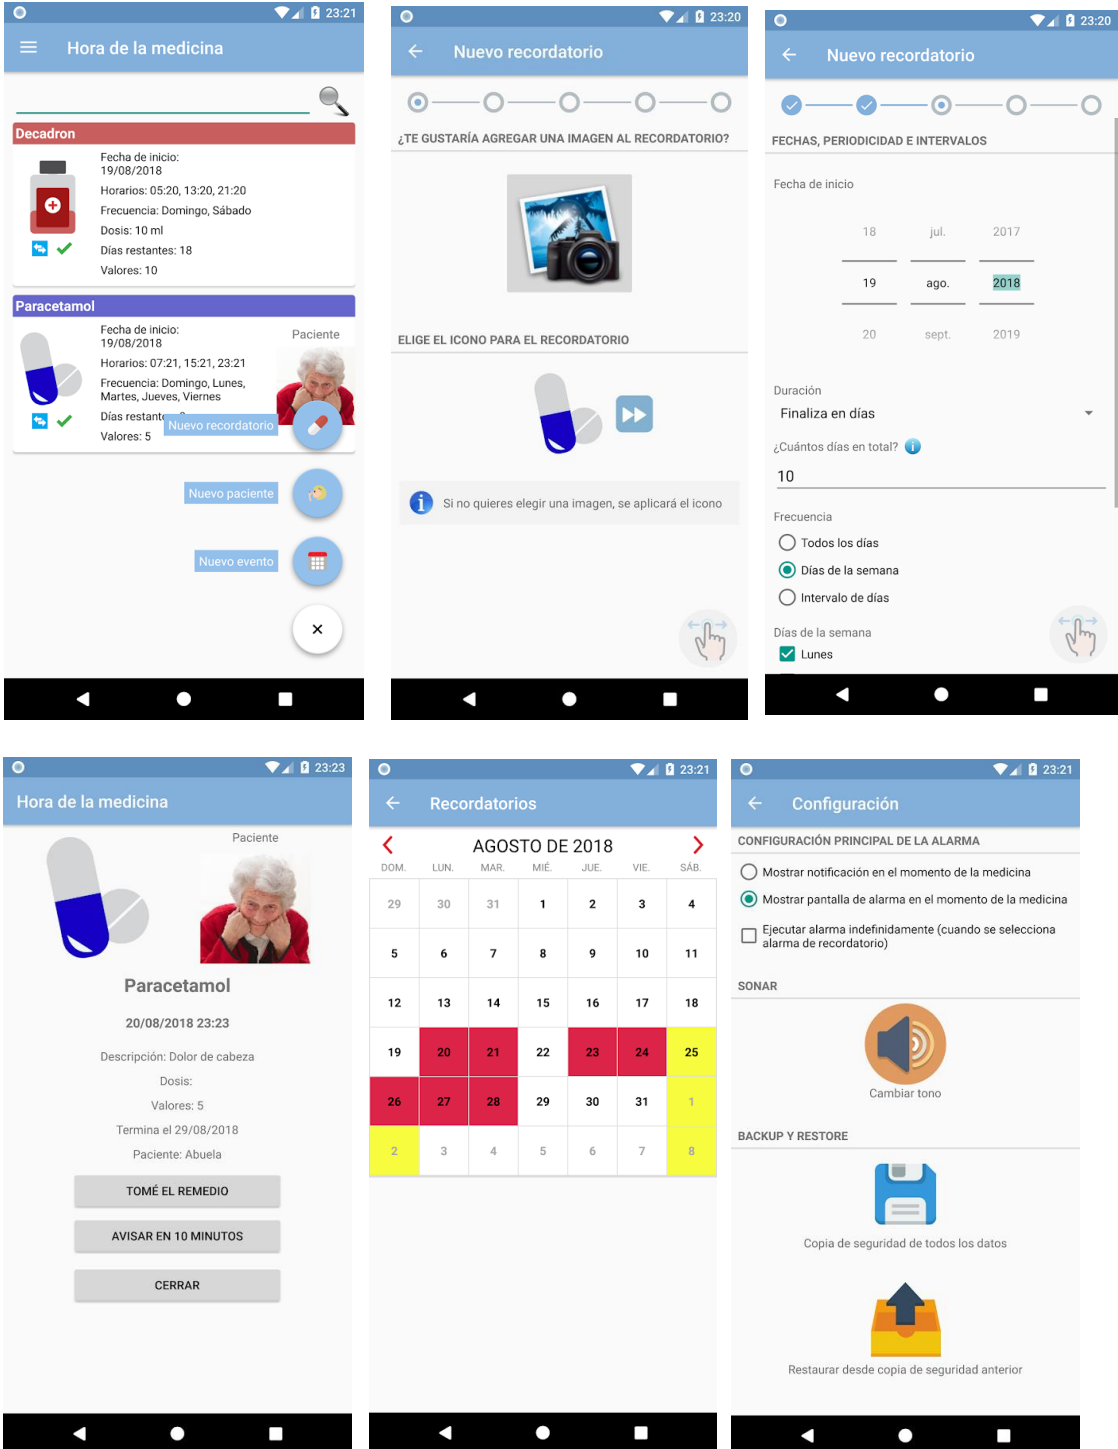 23:21
Hora de la medicina
Decadron
Fecha de inicio:
19/08/2018
Horarios: 05:20, 13:20, 21:20
Frecuencia: Domingo, Sábado
Dosis: 10 ml
Días restantes: 18
Valores: 10
Paracetamol
Fecha de inicio:
19/08/2018
Paciente
Horarios: 07:21, 15:21, 23:21
Frecuencia: Domingo, Lunes,
Martes, Jueves, Viernes
Días restant
Valores: 5
Nuevo recordatorio
Nuevo paciente
Nuevo evento
23:20
Nuevo recordatorio
¿TE GUSTARÍA AGREGAR UNA IMAGEN AL RECORDATORIO?
ELIGE EL ICONO PARA EL RECORDATORIO
Si no quieres elegir una imagen, se aplicará el icono
23:20
Nuevo recordatorio
FECHAS, PERIODICIDAD E INTERVALOS
Fecha de inicio
18 jul. 2017
19 ago. 2018
20 sept. 2019
Duración
Finaliza en días
¿Cuántos días en total?
10
Frecuencia
Todos los días
Días de la semana
Intervalo de días
Días de la semana
Lunes
23:23
Hora de la medicina
Paciente
Paracetamol
20/08/2018 23:23
Descripción: Dolor de cabeza
Dosis:
Valores: 5
Termina el 29/08/2018
Paciente: Abuela
TOMÉ EL REMEDIO
AVISAR EN 10 MINUTOS
CERRAR
23:21
Recordatorios
AGOSTO DE 2018
DOM. LUN. MAR. MIÉ. JUE. VIE. SÁB.
29 30 31 1 2 3 4
5 6 7 8 9 10 11
12 13 14 15 16 17 18
19 20 21 22 23 24 25
26 27 28 29 30 31 1
2 3 4 5 6 7 8
23:21
Configuración
CONFIGURACIÓN PRINCIPAL DE LA ALARMA
Mostrar notificación en el momento de la medicina
Mostrar pantalla de alarma en el momento de la medicina
Ejecutar alarma indefinidamente (cuando se selecciona
alarma de recordatorio)
SONAR
Cambiar tono
BACKUP Y RESTORE
Copia de seguridad de todos los datos
Restaurar desde copia de seguridad anterior